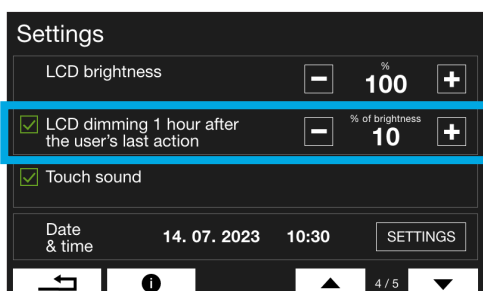 Settings
LCD brightness
%
100
LCD dimming 1 hour after
the user's last action
% of brightness
10
Touch sound
Date
& time
14. 07. 2023 10:30
SETTINGS
4 / 5